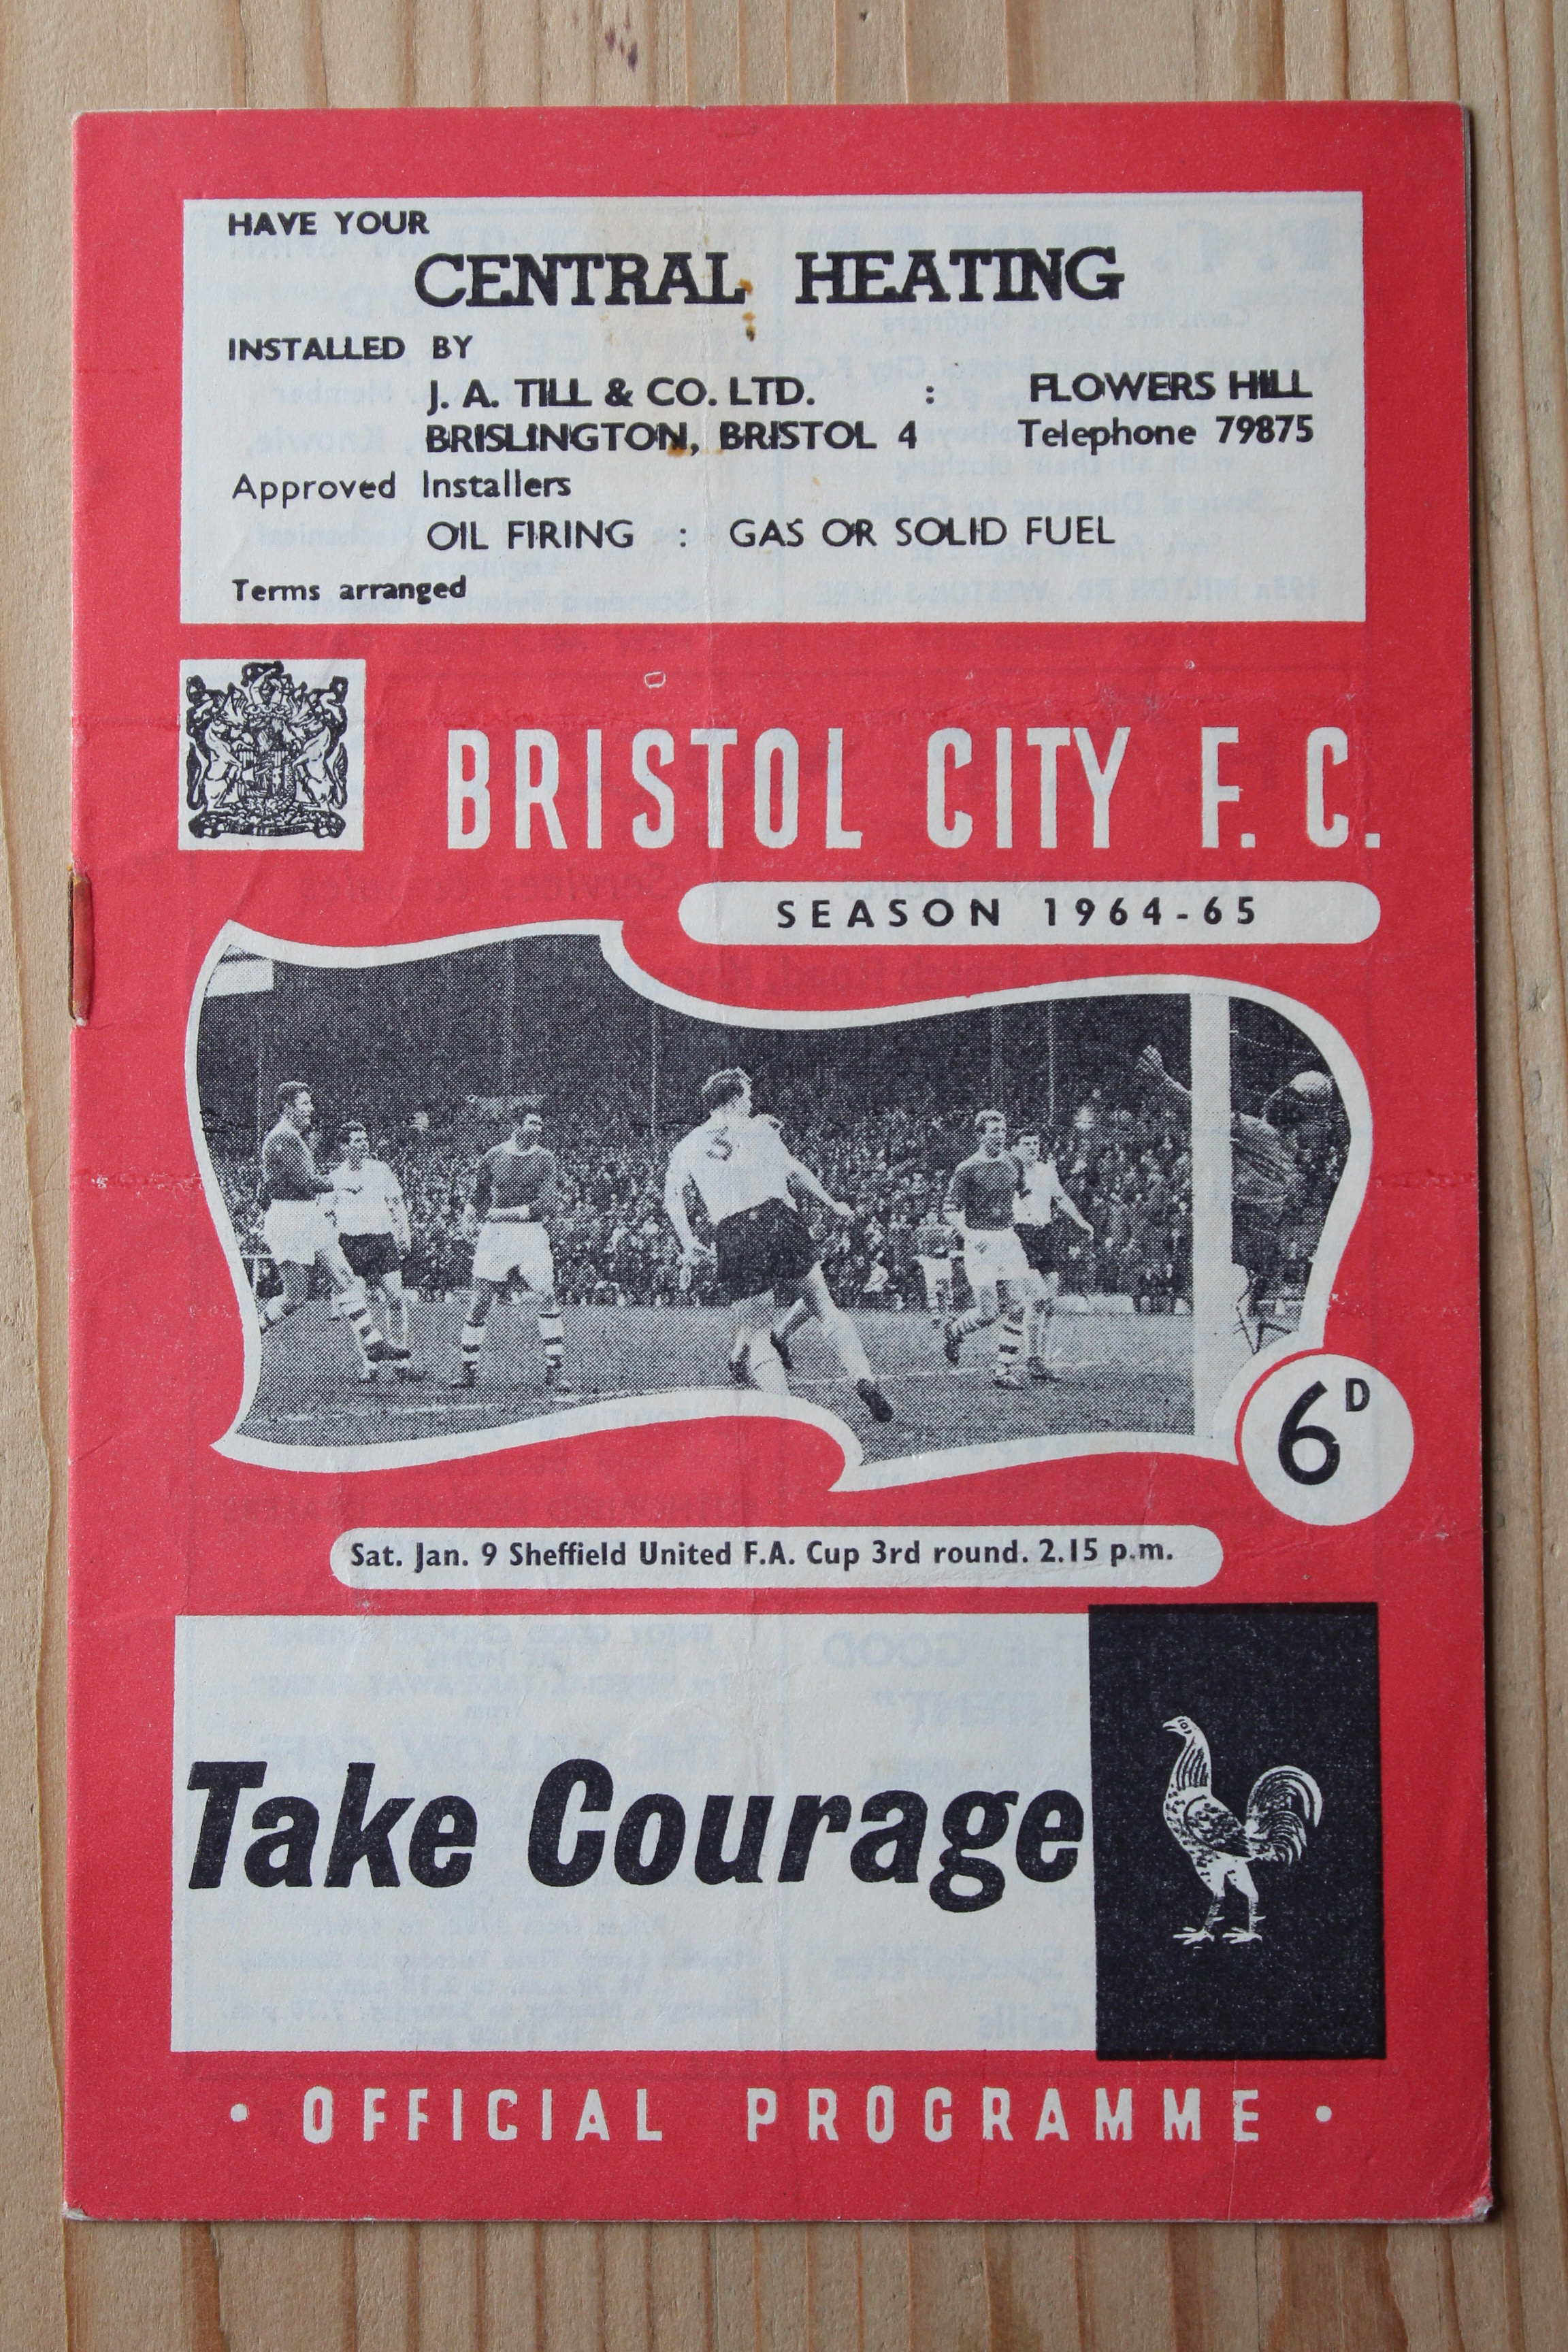 HAVE YOUR
CENTRAL HEATING
INSTALLED BY
J. A. TILL & CO. LTD. : FLOWERS HILL
BRISLINGTON, BRISTOL 4 Telephone 79875
Approved Installers
OIL FIRING : GAS OR SOLID FUEL
Terms arranged
BRISTOL CITY F. C.
SEASON 1964-65
3
6D
Sat. Jan. 9 Sheffield United F.A. Cup 3rd round. 2.15 p.m.
Take Courage
• OFFICIAL PROGRAMME •